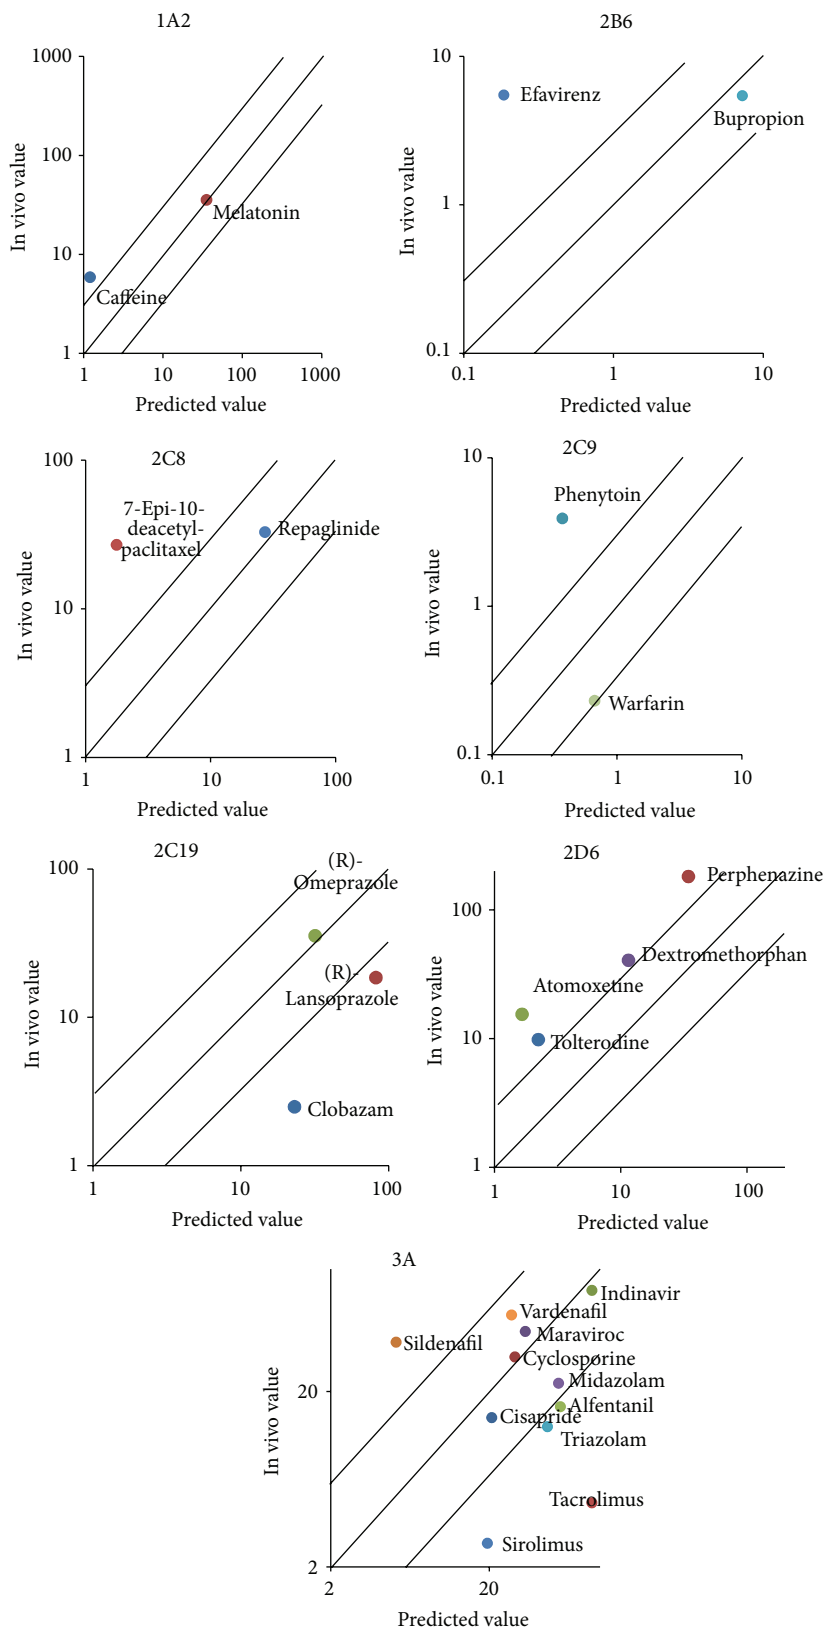 1A2
1000
100
10
1
In vivo value
Melatonin
Caffeine
1
10
100
1000
Predicted value
2B6
10
1
0.1
In vivo value
Efavirenz
Bupropion
0.1
1
10
Predicted value
2C8
100
10
1
In vivo value
7-Epi-10-
deacetyl-
paclitaxel
Repaglinide
1
10
100
Predicted value
2C9
10
1
0.1
In vivo value
Phenytoin
Warfarin
0.1
1
10
Predicted value
2C19
100
10
1
In vivo value
(R)-
Omeprazole
(R)-
Lansoprazole
Clobazam
1
10
100
Predicted value
2D6
100
10
1
In vivo value
Perphenazine
Dextromethorphan
Atomoxetine
Tolterodine
1
10
100
Predicted value
3A
20
2
In vivo value
Indinavir
Vardenafil
Maraviroc
Sildenafil
Cyclosporine
Midazolam
Alfentanil
Cisapride
Triazolam
Tacrolimus
Sirolimus
2
20
Predicted value